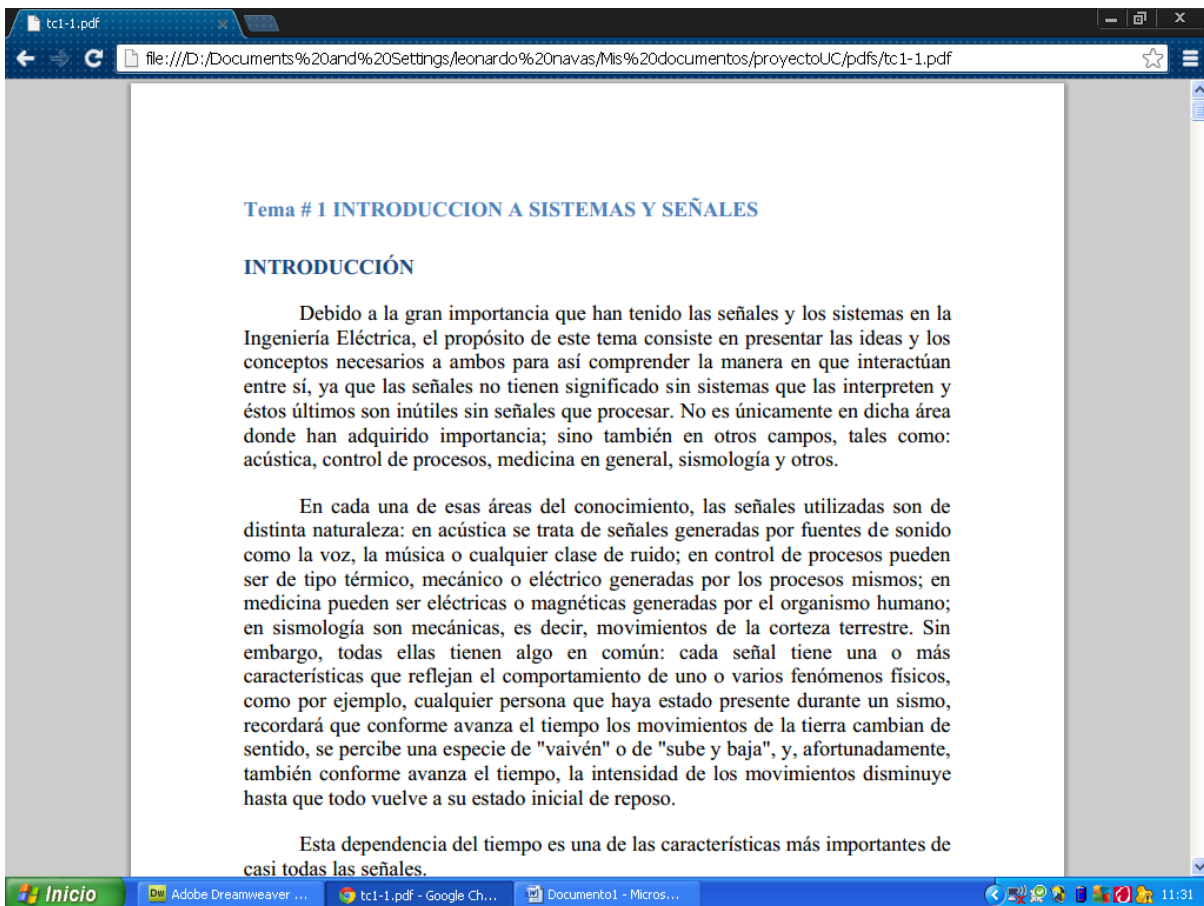 tc1-1.pdf
file:///D:/Documents%20and%20Settings/leonardo%20navas/Mis%20documentos/proyectoUC/pdfs/tc1-1.pdf
Tema # 1 INTRODUCCION A SISTEMAS Y SEÑALES
INTRODUCCIÓN
Debido a la gran importancia que han tenido las señales y los sistemas en la
Ingeniería Eléctrica, el propósito de este tema consiste en presentar las ideas y los
conceptos necesarios a ambos para así comprender la manera en que interactúan
entre sí, ya que las señales no tienen significado sin sistemas que las interpreten y
éstos últimos son inútiles sin señales que procesar. No es únicamente en dicha área
donde han adquirido importancia; sino también en otros campos, tales como:
acústica, control de procesos, medicina en general, sismología y otros.
En cada una de esas áreas del conocimiento, las señales utilizadas son de
distinta naturaleza: en acústica se trata de señales generadas por fuentes de sonido
como la voz, la música o cualquier clase de ruido; en control de procesos pueden
ser de tipo térmico, mecánico o eléctrico generadas por los procesos mismos; en
medicina pueden ser eléctricas o magnéticas generadas por el organismo humano;
en sismología son mecánicas, es decir, movimientos de la corteza terrestre. Sin
embargo, todas ellas tienen algo en común: cada señal tiene una o más
características que reflejan el comportamiento de uno o varios fenómenos físicos,
como por ejemplo, cualquier persona que haya estado presente durante un sismo,
recordará que conforme avanza el tiempo los movimientos de la tierra cambian de
sentido, se percibe una especie de "vaivén" o de "sube y baja", y, afortunadamente,
también conforme avanza el tiempo, la intensidad de los movimientos disminuye
hasta que todo vuelve a su estado inicial de reposo.
Esta dependencia del tiempo es una de las características más importantes de
casi todas las señales.
Inicio
Dw Adobe Dreamweaver ...
tc1-1.pdf - Google Ch...
Documento1 - Micros...
11:31